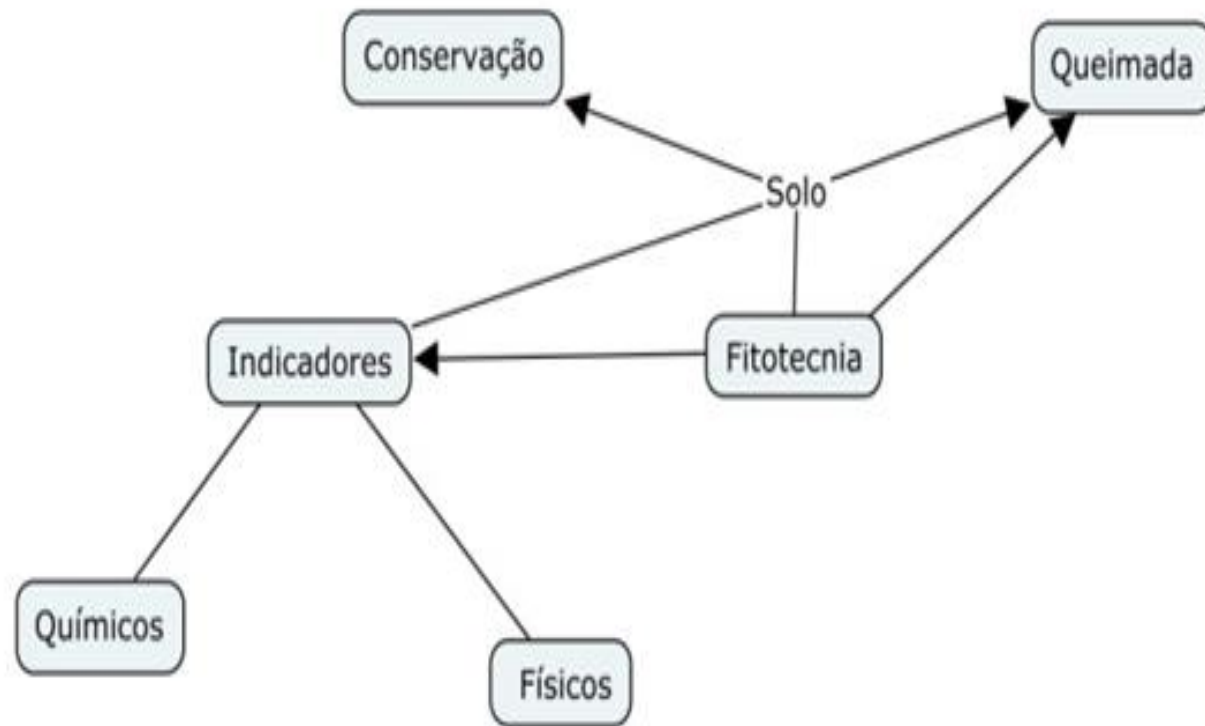 Conservação
Queimada
Solo
Indicadores
Fitotecnia
Químicos
Físicos